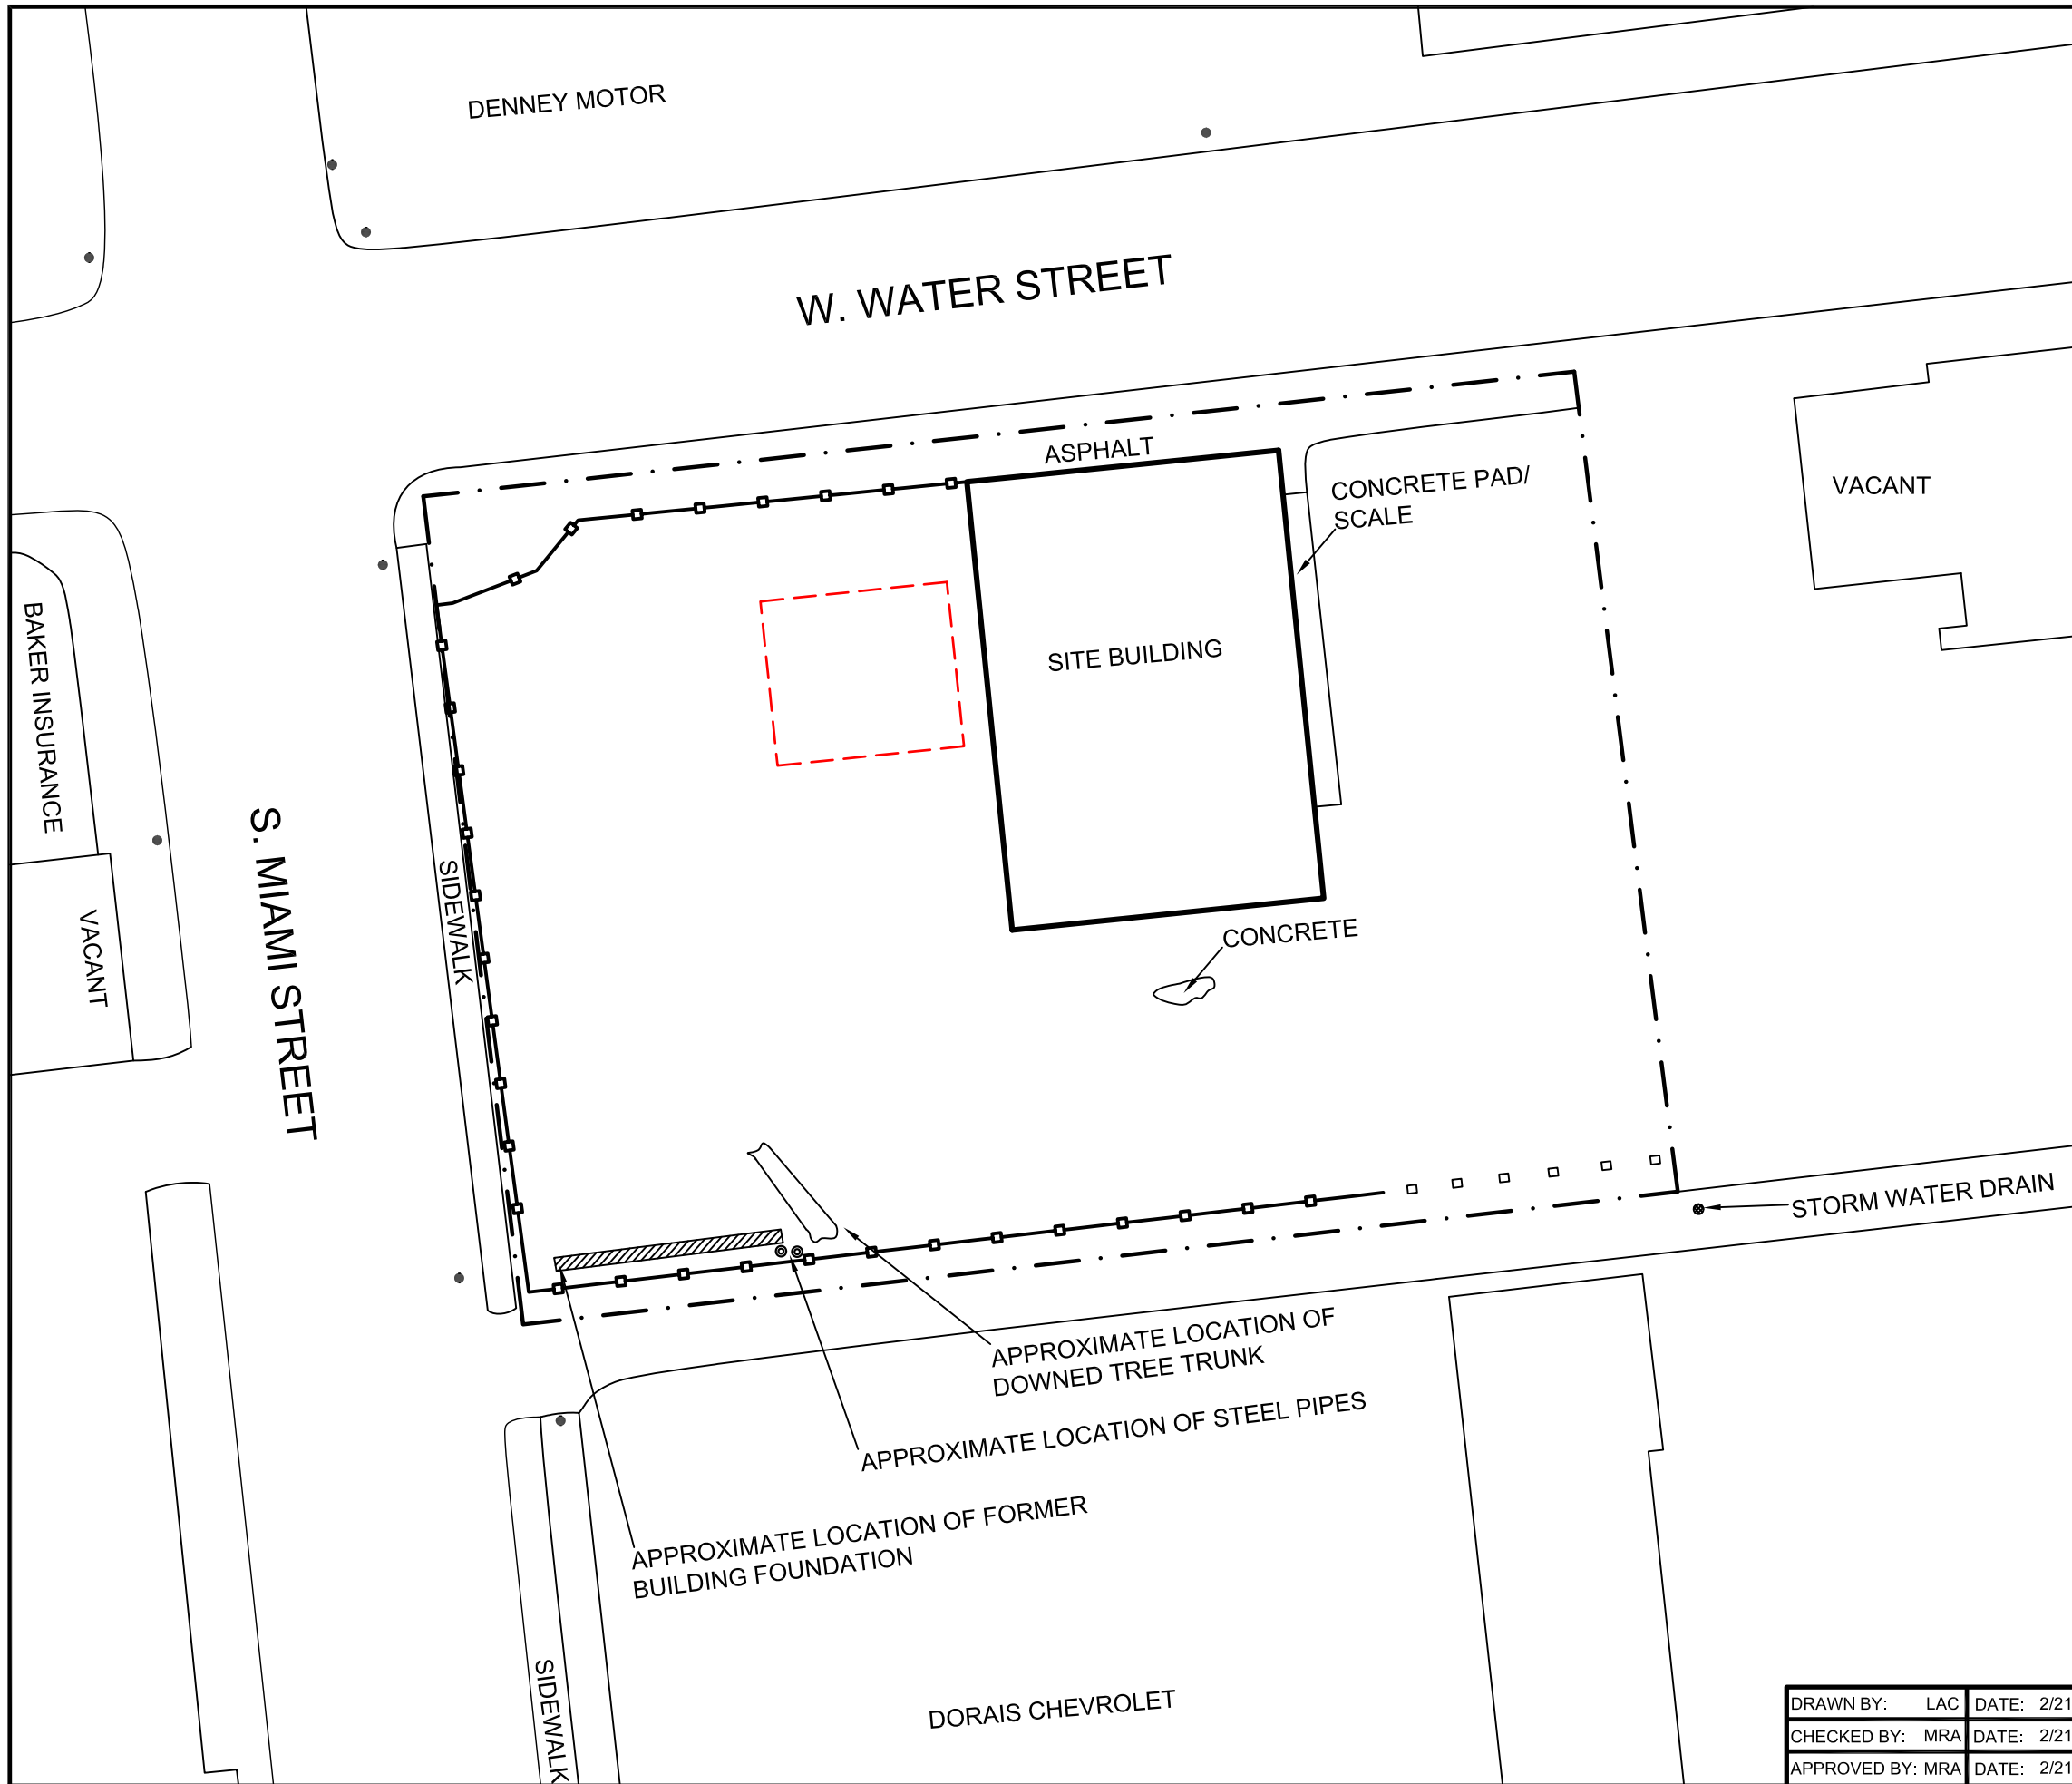 DENNEY MOTOR
W. WATER STREET
ASPHALT
CONCRETE PAD/
SCALE
VACANT
SITE BUILDING
BAKER INSURANCE
S. MIAMI STREET
SIDEWALK
VACANT
CONCRETE
STORM WATER DRAIN
APPROXIMATE LOCATION OF
DOWNED TREE TRUNK
APPROXIMATE LOCATION OF STEEL PIPES
APPROXIMATE LOCATION OF FORMER
BUILDING FOUNDATION
SIDEWALK
DORAIS CHEVROLET
DRAWN BY: LAC DATE: 2/21
CHECKED BY: MRA DATE: 2/21
APPROVED BY: MRA DATE: 2/21